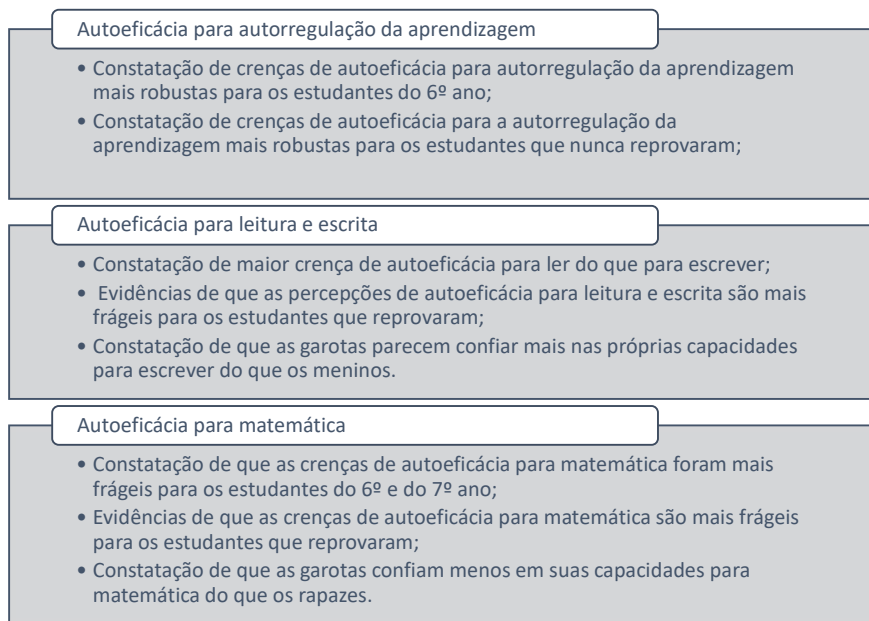 Autoeficácia para autorregulação da aprendizagem
• Constatação de crenças de autoeficácia para autorregulação da aprendizagem
mais robustas para os estudantes do 6º ano;
• Constatação de crenças de autoeficácia para a autorregulação da
aprendizagem mais robustas para os estudantes que nunca reprovaram;
Autoeficácia para leitura e escrita
• Constatação de maior crença de autoeficácia para ler do que para escrever;
• Evidências de que as percepções de autoeficácia para leitura e escrita são mais
frágeis para os estudantes que reprovaram;
• Constatação de que as garotas parecem confiar mais nas próprias capacidades
para escrever do que os meninos.
Autoeficácia para matemática
• Constatação de que as crenças de autoeficácia para matemática foram mais
frágeis para os estudantes do 6º e do 7º ano;
• Evidências de que as crenças de autoeficácia para matemática são mais frágeis
para os estudantes que reprovaram;
• Constatação de que as garotas confiam menos em suas capacidades para
matemática do que os rapazes.